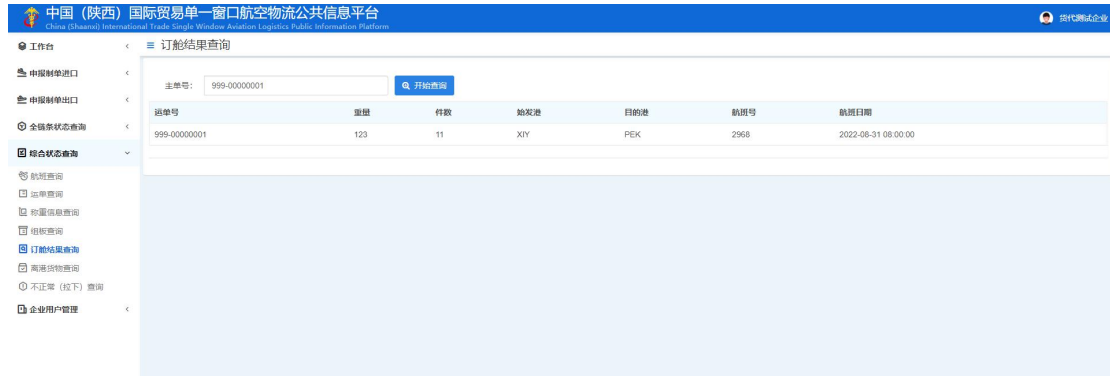 中国（陕西）国际贸易单一窗口航空物流公共信息平台
China (Shaanxi) International Trade Single Window Aviation Logistics Public Information Platform
货代测试企业
工作台
订舱结果查询
申报制单进口
主单号： 999-00000001 开始查询
申报制单出口
运单号 重量 件数 始发港 目的港 航班号 航班日期
全链条状态查询
999-00000001 123 11 XIY PEK 2968 2022-08-31 08:00:00
综合状态查询
航班查询
运单查询
称重信息查询
组板查询
订舱结果查询
离港货物查询
不正常（拉下）查询
企业用户管理